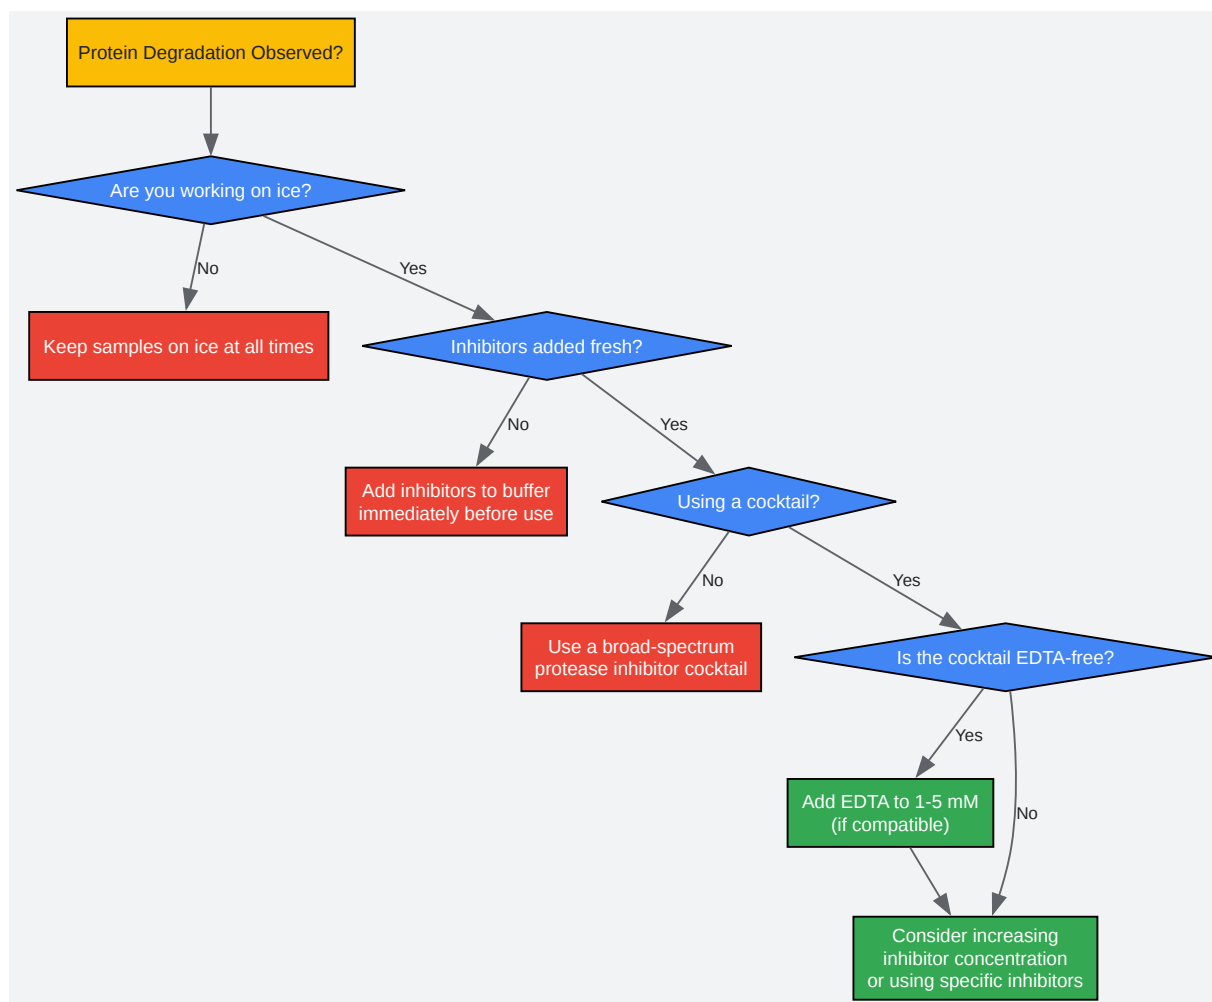 Protein Degradation Observed?
Are you working on ice?
No
Yes
Keep samples on ice at all times
Inhibitors added fresh?
No
Yes
Add inhibitors to buffer
immediately before use
Using a cocktail?
No
Yes
Use a broad-spectrum
protease inhibitor cocktail
Is the cocktail EDTA-free?
Yes
Add EDTA to 1-5 mM
(if compatible)
No
Consider increasing
inhibitor concentration
or using specific inhibitors